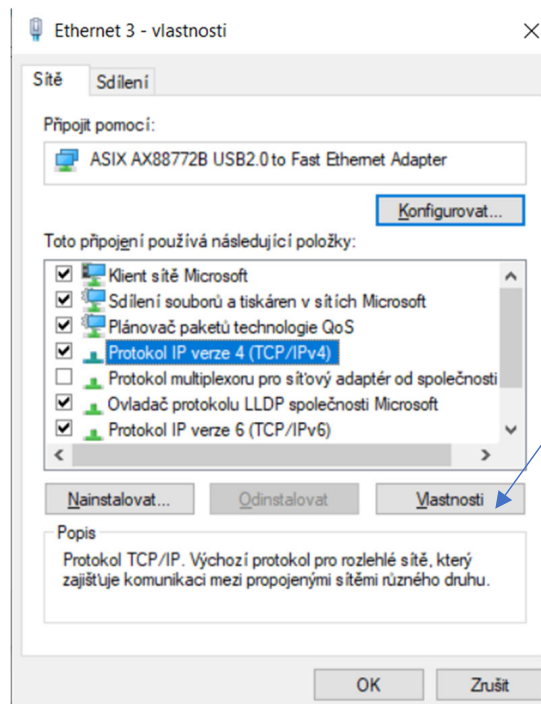 Ethernet 3 - vlastnosti
Sítě
Sdílení
Připojit pomocí:
ASIX AX88772B USB2.0 to Fast Ethernet Adapter
Konfigurovat...
Toto připojení používá následující položky:
Klient sítě Microsoft
Sdílení souborů a tiskáren v sítích Microsoft
Plánovač paketů technologie QoS
Protokol IP verze 4 (TCP/IPv4)
Protokol multiplexoru pro síťový adaptér od společnosti
Ovladač protokolu LLDP společnosti Microsoft
Protokol IP verze 6 (TCP/IPv6)
Nainstalovat...
Odinstalovat
Vlastnosti
Popis
Protokol TCP/IP. Výchozí protokol pro rozlehlé sítě, který
zajišťuje komunikaci mezi propojenými sítěmi různého druhu.
OK
Zrušit